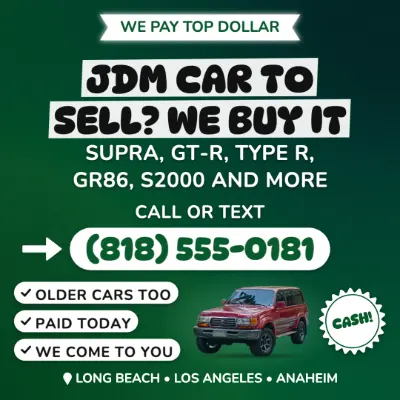 WE PAY TOP DOLLAR
JDM CAR TO
SELL? WE BUY IT
SUPRA, GT-R, TYPE R,
GR86, S2000 AND MORE
CALL OR TEXT
(818) 555-0181
OLDER CARS TOO
PAID TODAY
WE COME TO YOU
CASH!
LONG BEACH • LOS ANGELES • ANAHEIM